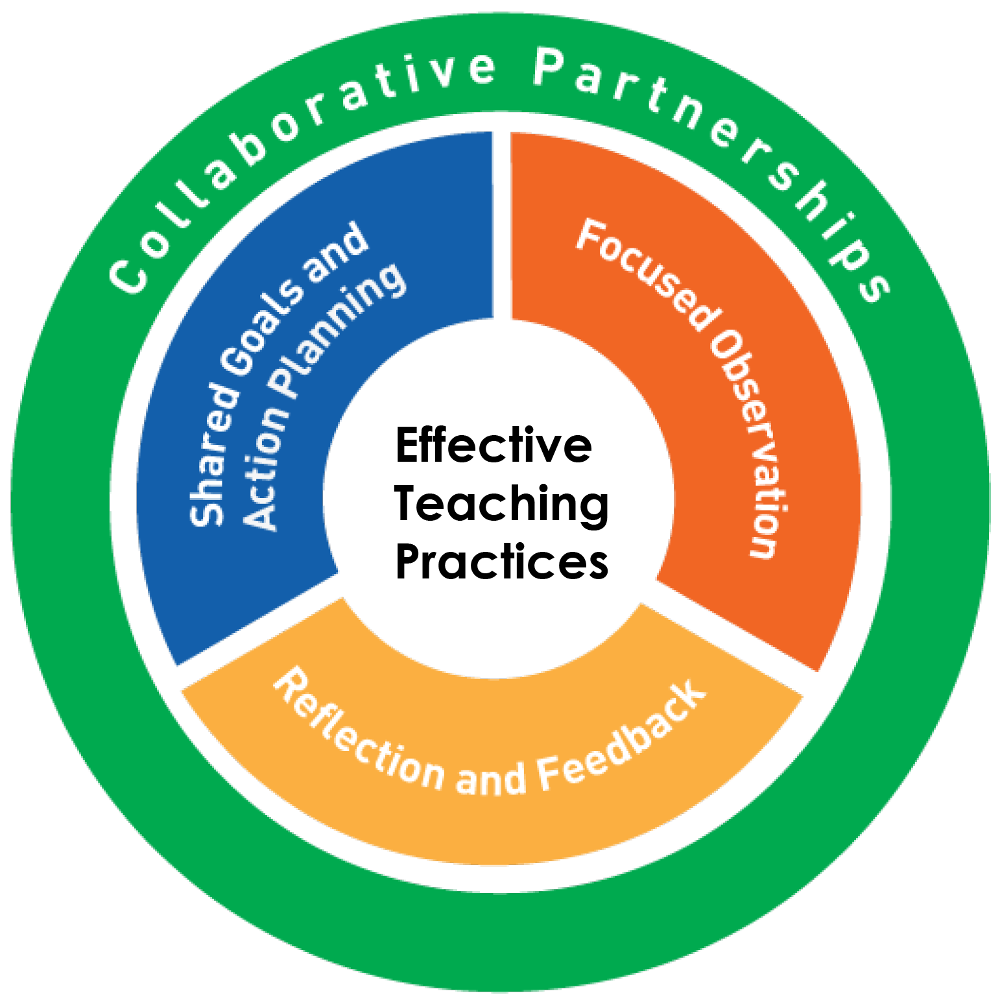 Collaborative Partnerships
Shared Goals and
Action Planning
Focused Observation
Effective
Teaching
Practices
Reflection and Feedback